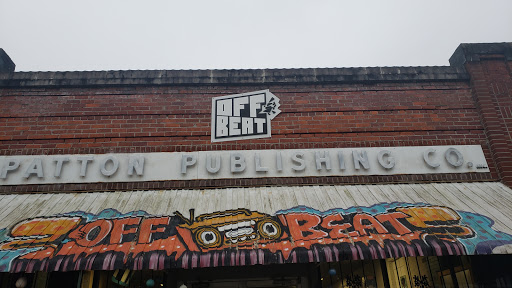 OFF
BEAT
PATTON PUBLISHING CO.
OFF BEAT